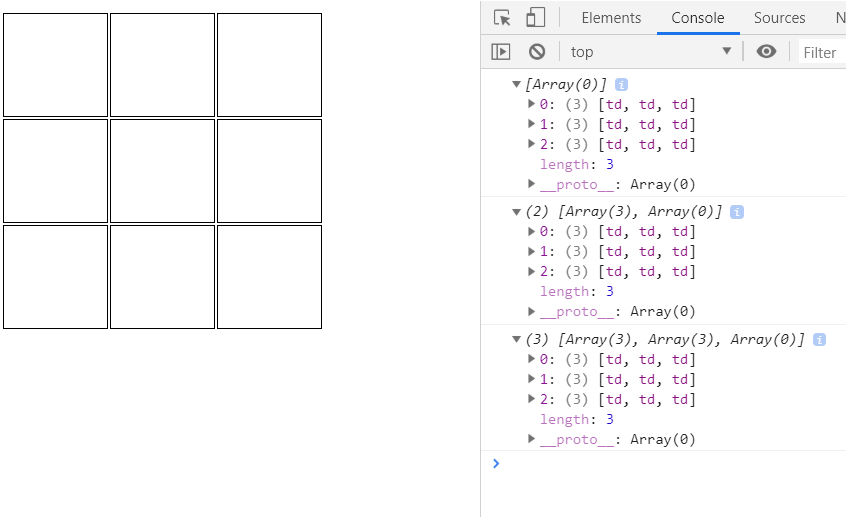 Elements Console Sources N
top Filter
[Array(0)]
0: (3) [td, td, td]
1: (3) [td, td, td]
2: (3) [td, td, td]
length: 3
__proto__: Array(0)
(2) [Array(3), Array(0)]
0: (3) [td, td, td]
1: (3) [td, td, td]
2: (3) [td, td, td]
length: 3
__proto__: Array(0)
(3) [Array(3), Array(3), Array(0)]
0: (3) [td, td, td]
1: (3) [td, td, td]
2: (3) [td, td, td]
length: 3
__proto__: Array(0)